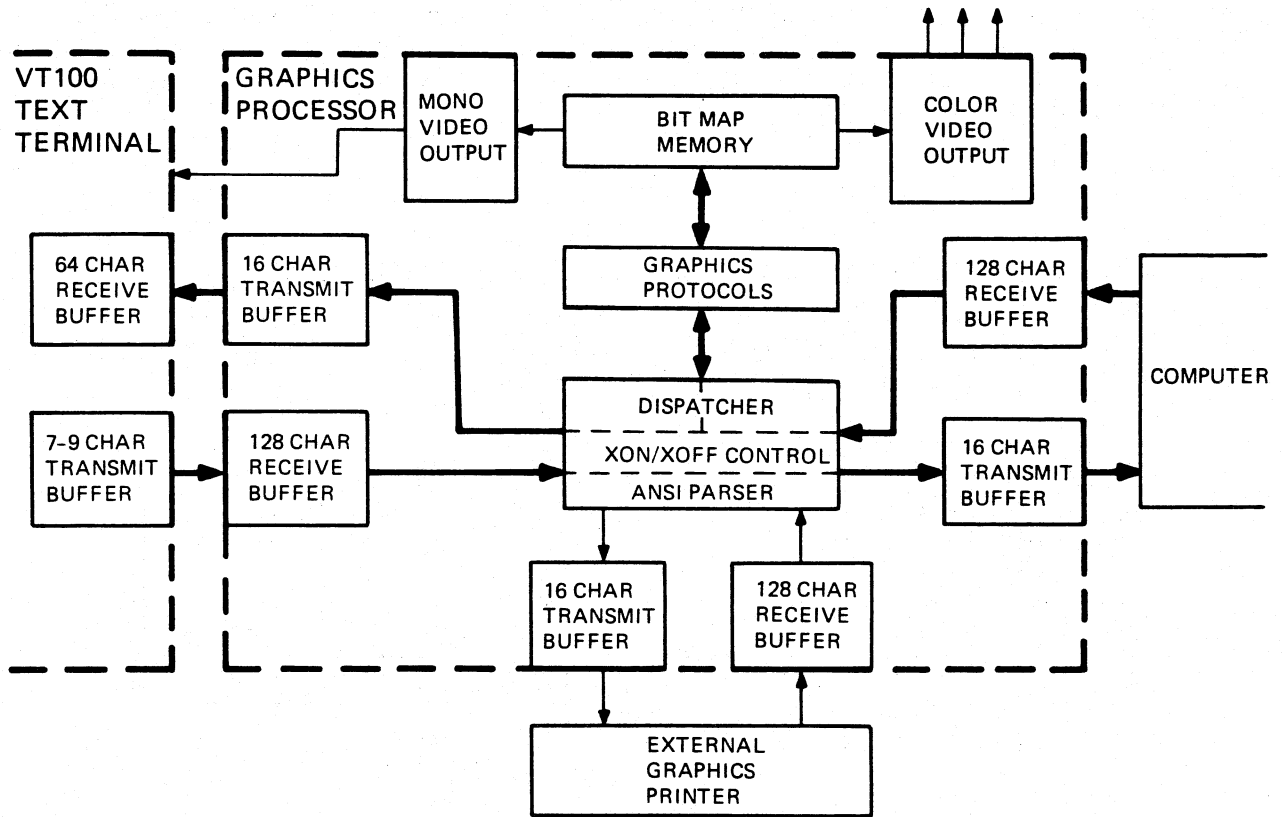 VT100
TEXT
TERMINAL
GRAPHICS
PROCESSOR
MONO
VIDEO
OUTPUT
BIT MAP
MEMORY
COLOR
VIDEO
OUTPUT
64 CHAR
RECEIVE
BUFFER
16 CHAR
TRANSMIT
BUFFER
GRAPHICS
PROTOCOLS
128 CHAR
RECEIVE
BUFFER
COMPUTER
7-9 CHAR
TRANSMIT
BUFFER
128 CHAR
RECEIVE
BUFFER
DISPATCHER
XON/XOFF CONTROL
ANSI PARSER
16 CHAR
TRANSMIT
BUFFER
16 CHAR
TRANSMIT
BUFFER
128 CHAR
RECEIVE
BUFFER
EXTERNAL
GRAPHICS
PRINTER